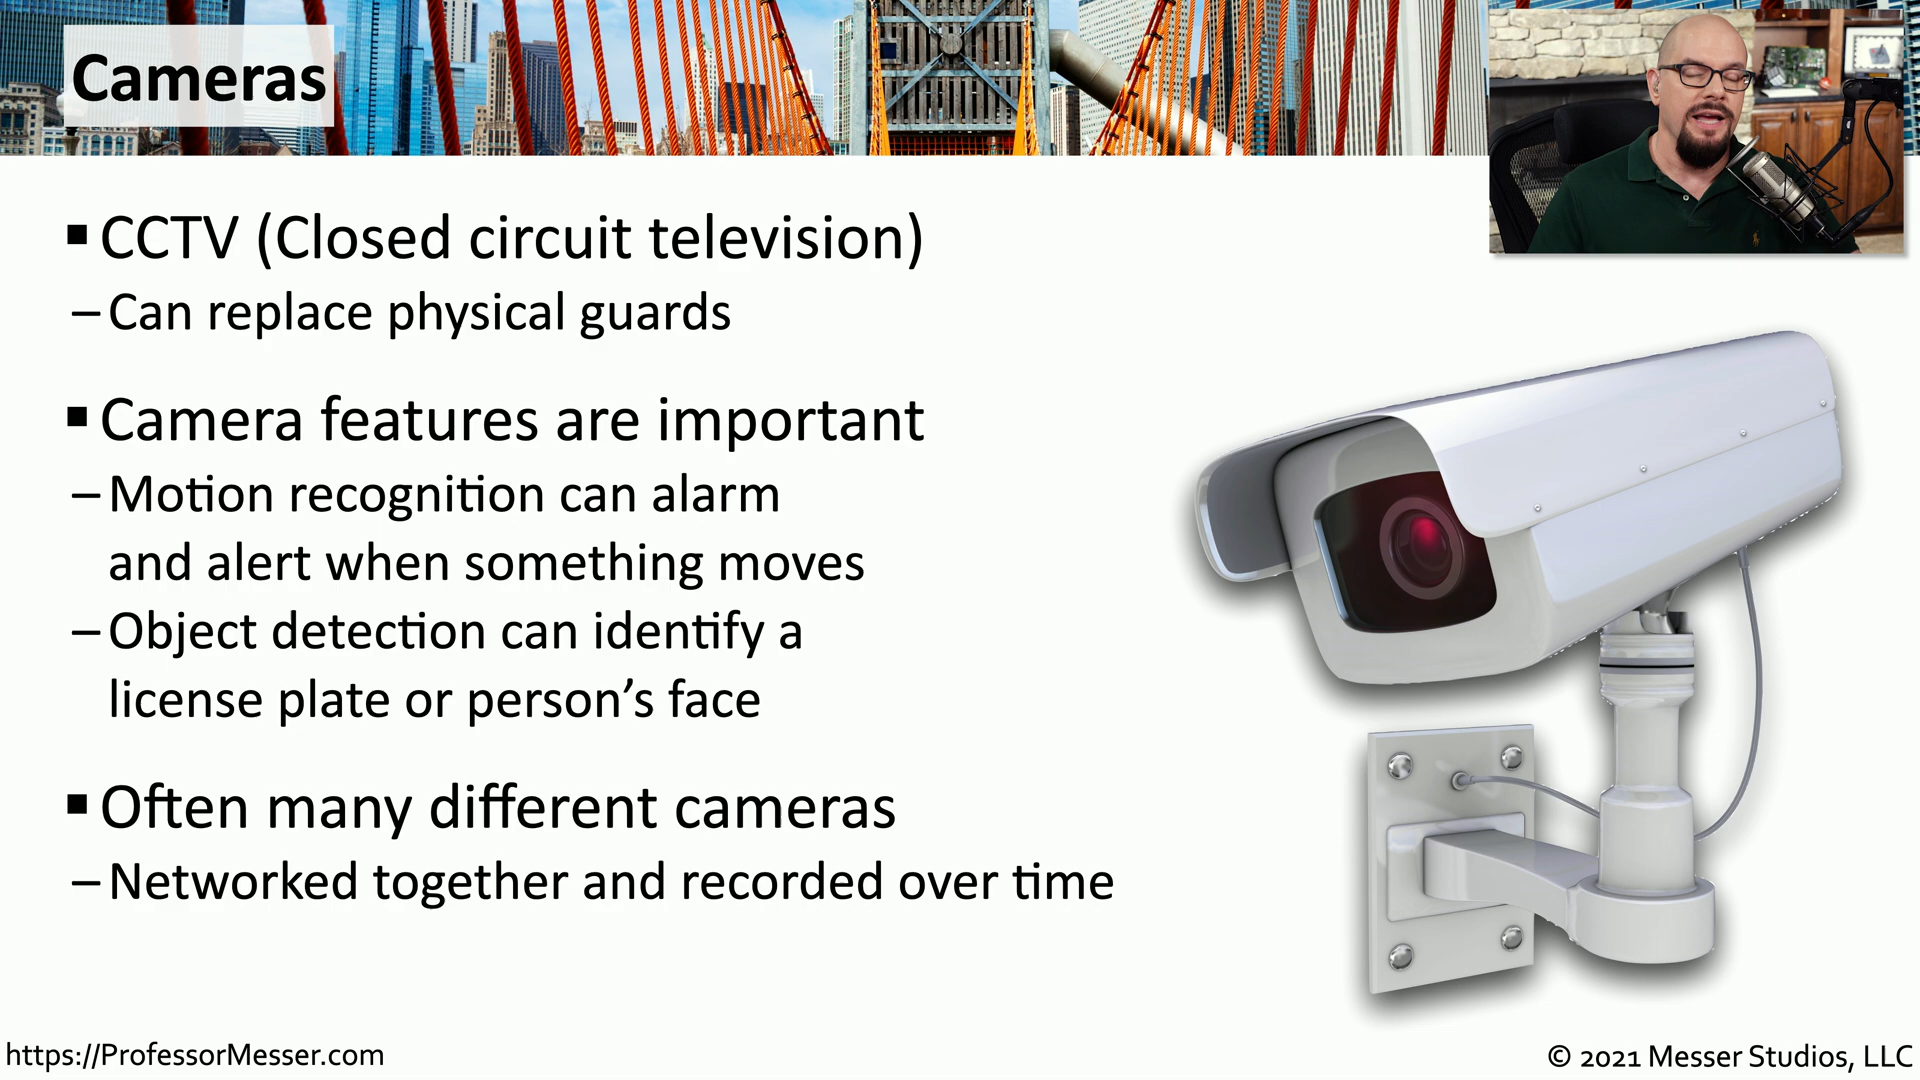 Cameras
▪ CCTV (Closed circuit television)
– Can replace physical guards
▪ Camera features are important
– Motion recognition can alarm
and alert when something moves
– Object detection can identify a
license plate or person’s face
▪ Often many different cameras
– Networked together and recorded over time
https://ProfessorMesser.com
© 2021 Messer Studios, LLC